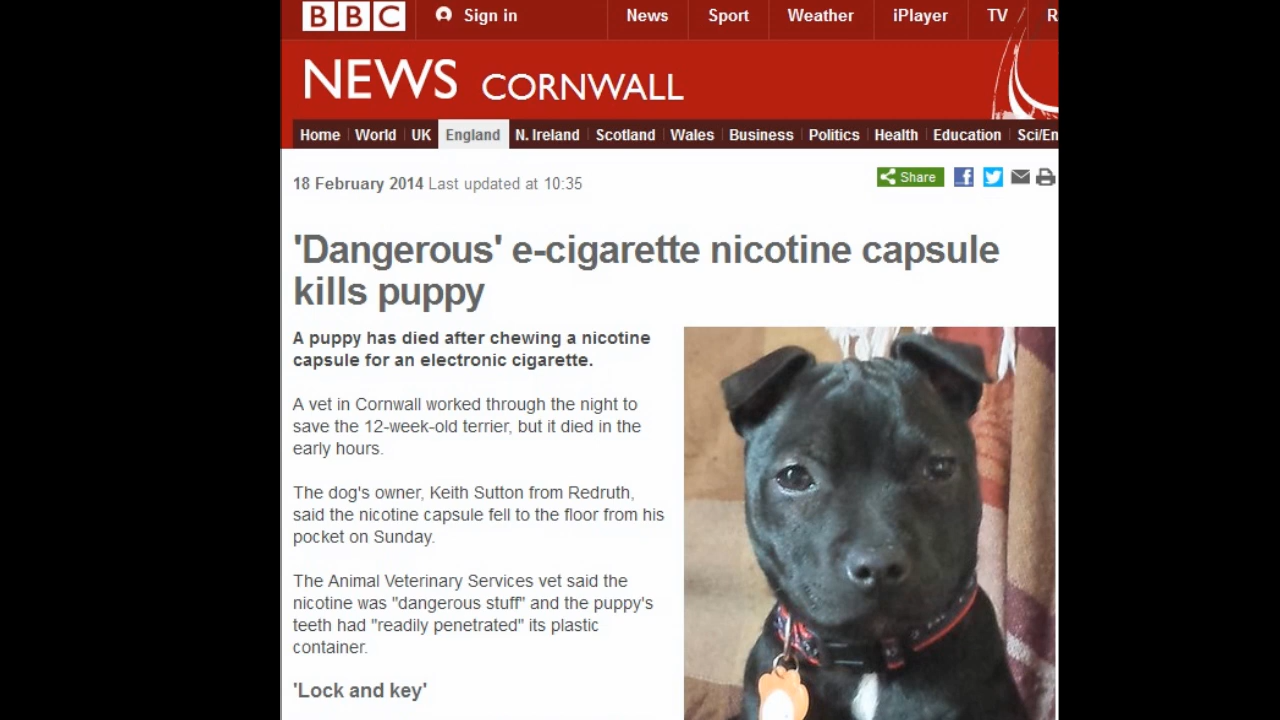 BBC Sign in News Sport Weather iPlayer TV R
NEWS CORNWALL
Home World UK England N. Ireland Scotland Wales Business Politics Health Education Sci/En
18 February 2014 Last updated at 10:35
Share
'Dangerous' e-cigarette nicotine capsule
kills puppy
A puppy has died after chewing a nicotine
capsule for an electronic cigarette.
A vet in Cornwall worked through the night to
save the 12-week-old terrier, but it died in the
early hours.
The dog's owner, Keith Sutton from Redruth,
said the nicotine capsule fell to the floor from his
pocket on Sunday.
The Animal Veterinary Services vet said the
nicotine was "dangerous stuff" and the puppy's
teeth had "readily penetrated" its plastic
container.
'Lock and key'